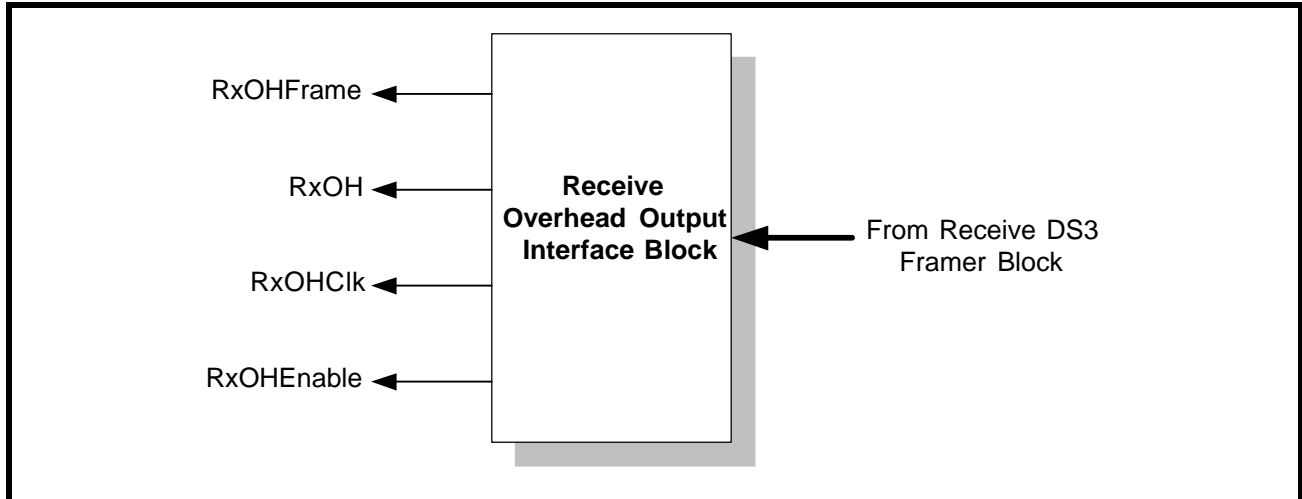 RxOHFrame
RxOH
RxOHClk
RxOHEnable
Receive
Overhead Output
Interface Block
From Receive DS3
Framer Block